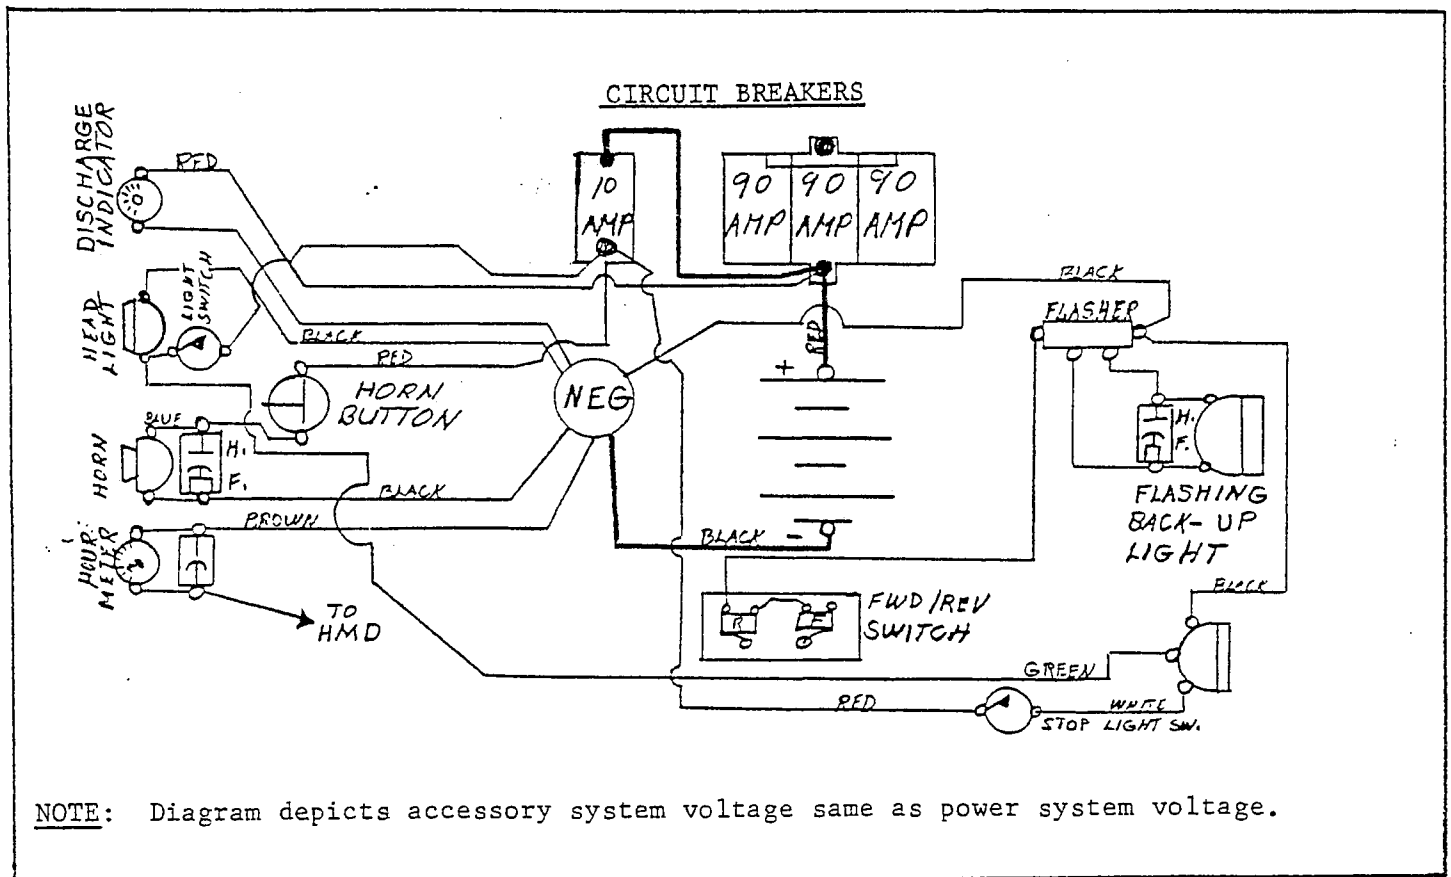 CIRCUIT BREAKERS
DISCHARGE
INDICATOR
RED
10
AMP
90
AMP
90
AMP
90
AMP
HEAD
LIGHT
LIGHT
SWITCH
BLACK
RED
HORN
BUTTON
NEG
RED
+
-
BLACK
FLASHER
BLUE
HORN
H.
F.
BLACK
BROWN
HOUR
METER
TO
HMD
BLACK
H.
F.
FLASHING
BACK-UP
LIGHT
R
F
FWD/REV
SWITCH
BLACK
GREEN
RED
WHITE
STOP LIGHT SW.
NOTE: Diagram depicts accessory system voltage same as power system voltage.